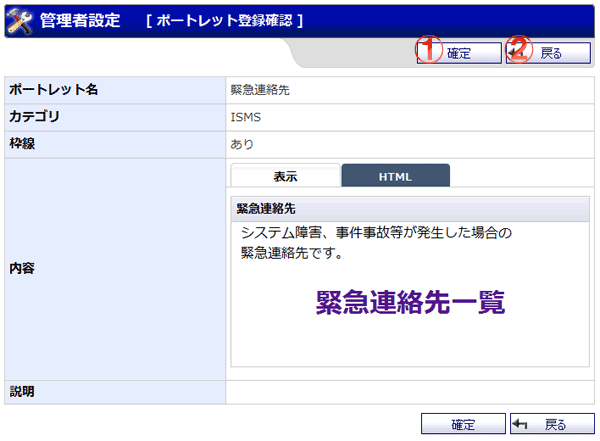 管理者設定 [ ポートレット登録確認 ]
① 確定 ② 戻る
ポートレット名 緊急連絡先
カテゴリ ISMS
枠線 あり
表示 HTML
緊急連絡先
システム障害、事件事故等が発生した場合の
緊急連絡先です。
内容
緊急連絡先一覧
説明
確定 戻る